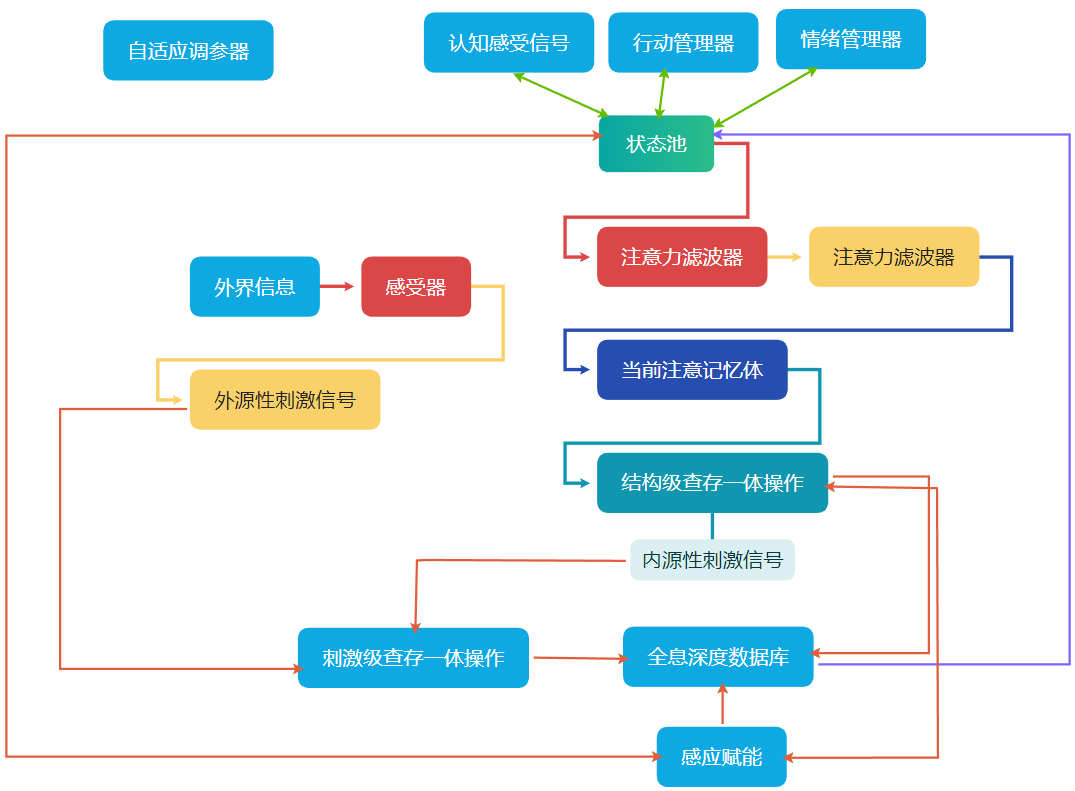 自适应调参器
认知感受信号
行动管理器
情绪管理器
状态池
注意力滤波器
注意力滤波器
外界信息
感受器
当前注意记忆体
外源性刺激信号
结构级查存一体操作
内源性刺激信号
刺激级查存一体操作
全息深度数据库
感应赋能